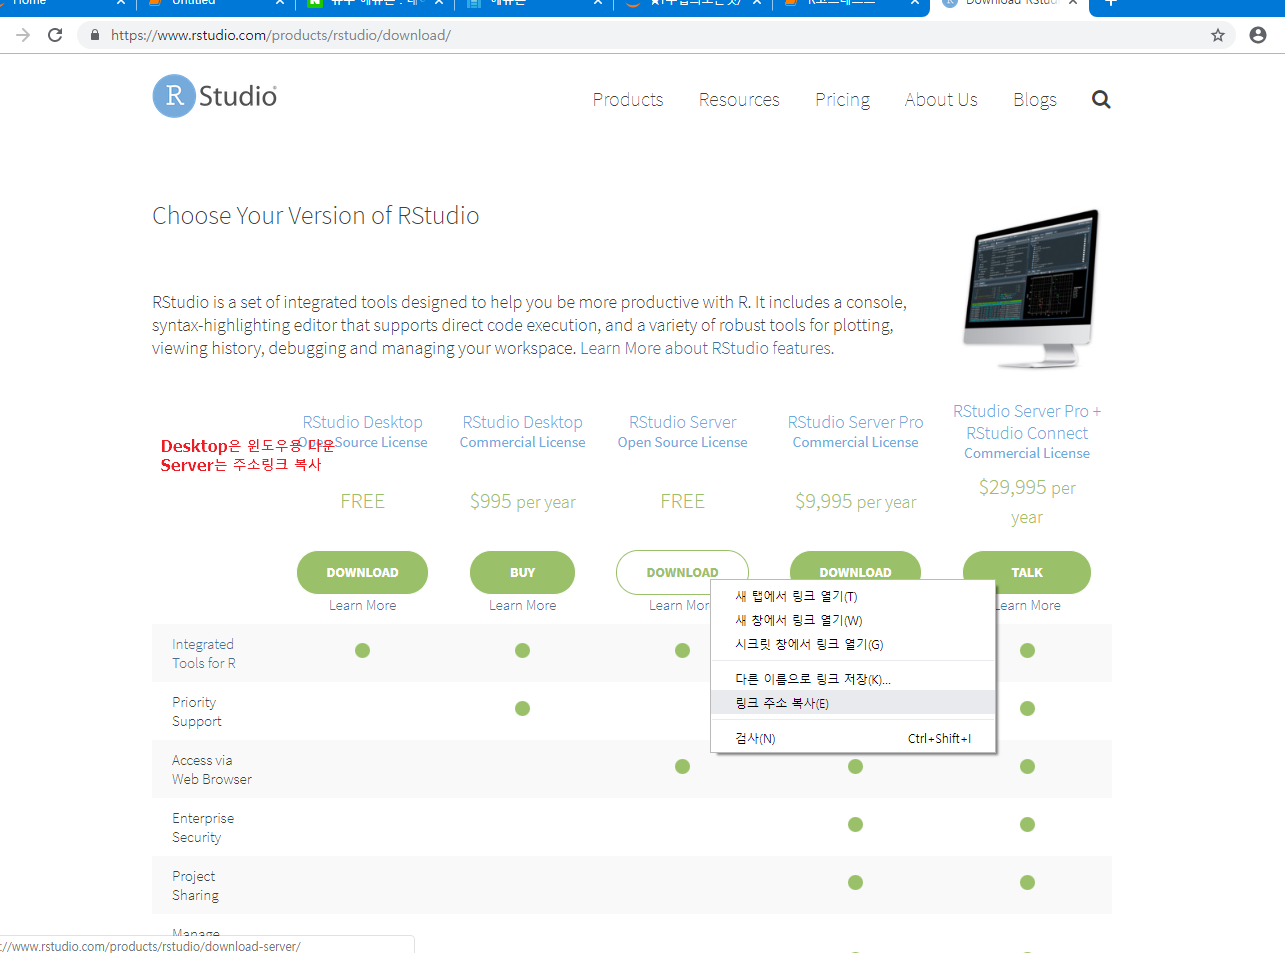 Home
Untitled
Download RStu
https://www.rstudio.com/products/rstudio/download/
R Studio
Products Resources Pricing About Us Blogs
Choose Your Version of RStudio
RStudio is a set of integrated tools designed to help you be more productive with R. It includes a console,
syntax-highlighting editor that supports direct code execution, and a variety of robust tools for plotting,
viewing history, debugging and managing your workspace. Learn More about RStudio features.
Desktop은 윈도우용 다운
Server는 주소링크 복사
RStudio Desktop
Open Source License
FREE
DOWNLOAD
Learn More
RStudio Desktop
Commercial License
$995 per year
BUY
Learn More
RStudio Server
Open Source License
FREE
DOWNLOAD
Learn Mor
RStudio Server Pro
Commercial License
$9,995 per year
DOWNLOAD
RStudio Server Pro +
RStudio Connect
Commercial License
$29,995 per
year
TALK
Learn More
새 탭에서 링크 열기(T)
새 창에서 링크 열기(W)
시크릿 창에서 링크 열기(G)
다른 이름으로 링크 저장(K)...
링크 주소 복사(E)
검사(N) Ctrl+Shift+I
Integrated
Tools for R
Priority
Support
Access via
Web Browser
Enterprise
Security
Project
Sharing
Manage
://www.rstudio.com/products/rstudio/download-server/